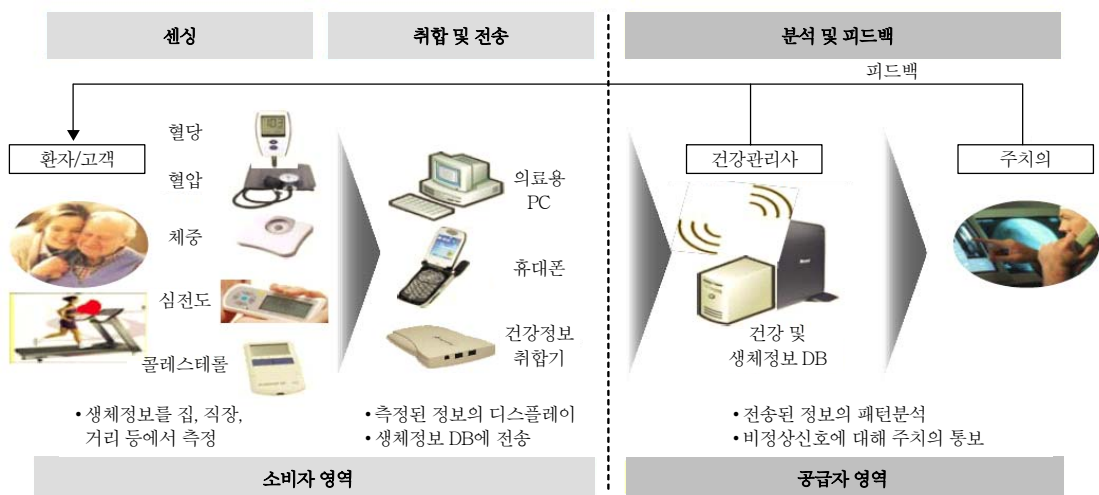 센싱
취합 및 전송
분석 및 피드백
피드백
환자/고객
혈당
혈압
체중
심전도
콜레스테롤
의료용
PC
휴대폰
건강정보
취합기
건강관리사
건강 및
생체정보 DB
주치의
• 생체정보를 집, 직장,
거리 등에서 측정
• 측정된 정보의 디스플레이
• 생체정보 DB에 전송
• 전송된 정보의 패턴분석
• 비정상신호에 대해 주치의 통보
소비자 영역
공급자 영역